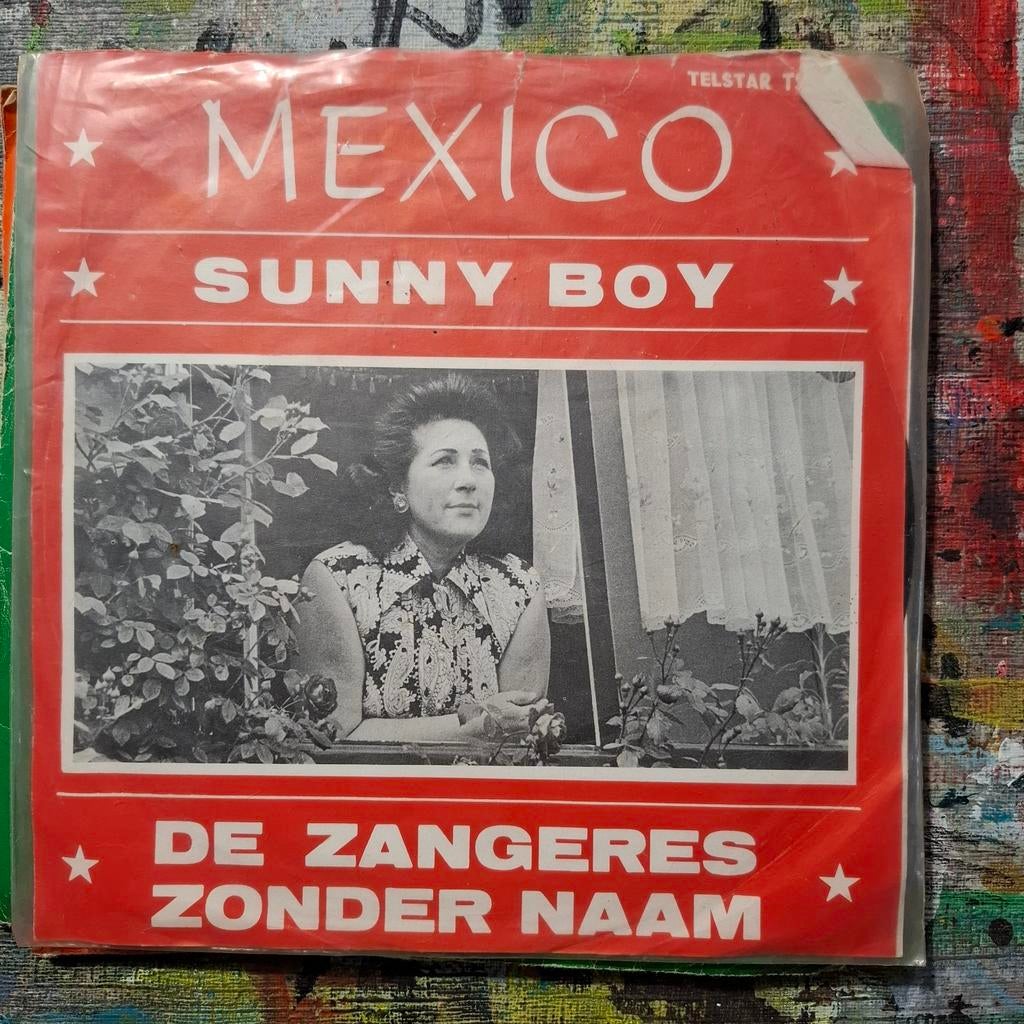 TELSTAR
MEXICO
SUNNY BOY
DE ZANGERES
ZONDER NAAM